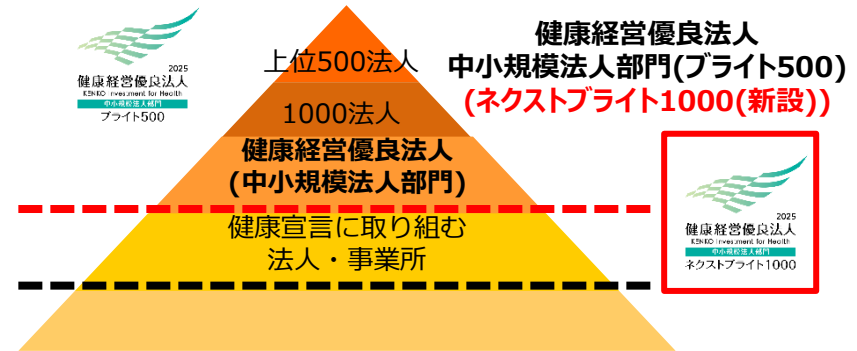 2025
健康経営優良法人
KENKO Investment for Health
中小規模法人部門
ブライト500
上位500法人
1000法人
健康経営優良法人
(中小規模法人部門)
健康宣言に取り組む
法人・事業所
健康経営優良法人
中小規模法人部門(ブライト500)
(ネクストブライト1000(新設))
2025
健康経営優良法人
KENKO Investment for Health
中小規模法人部門
ネクストブライト1000